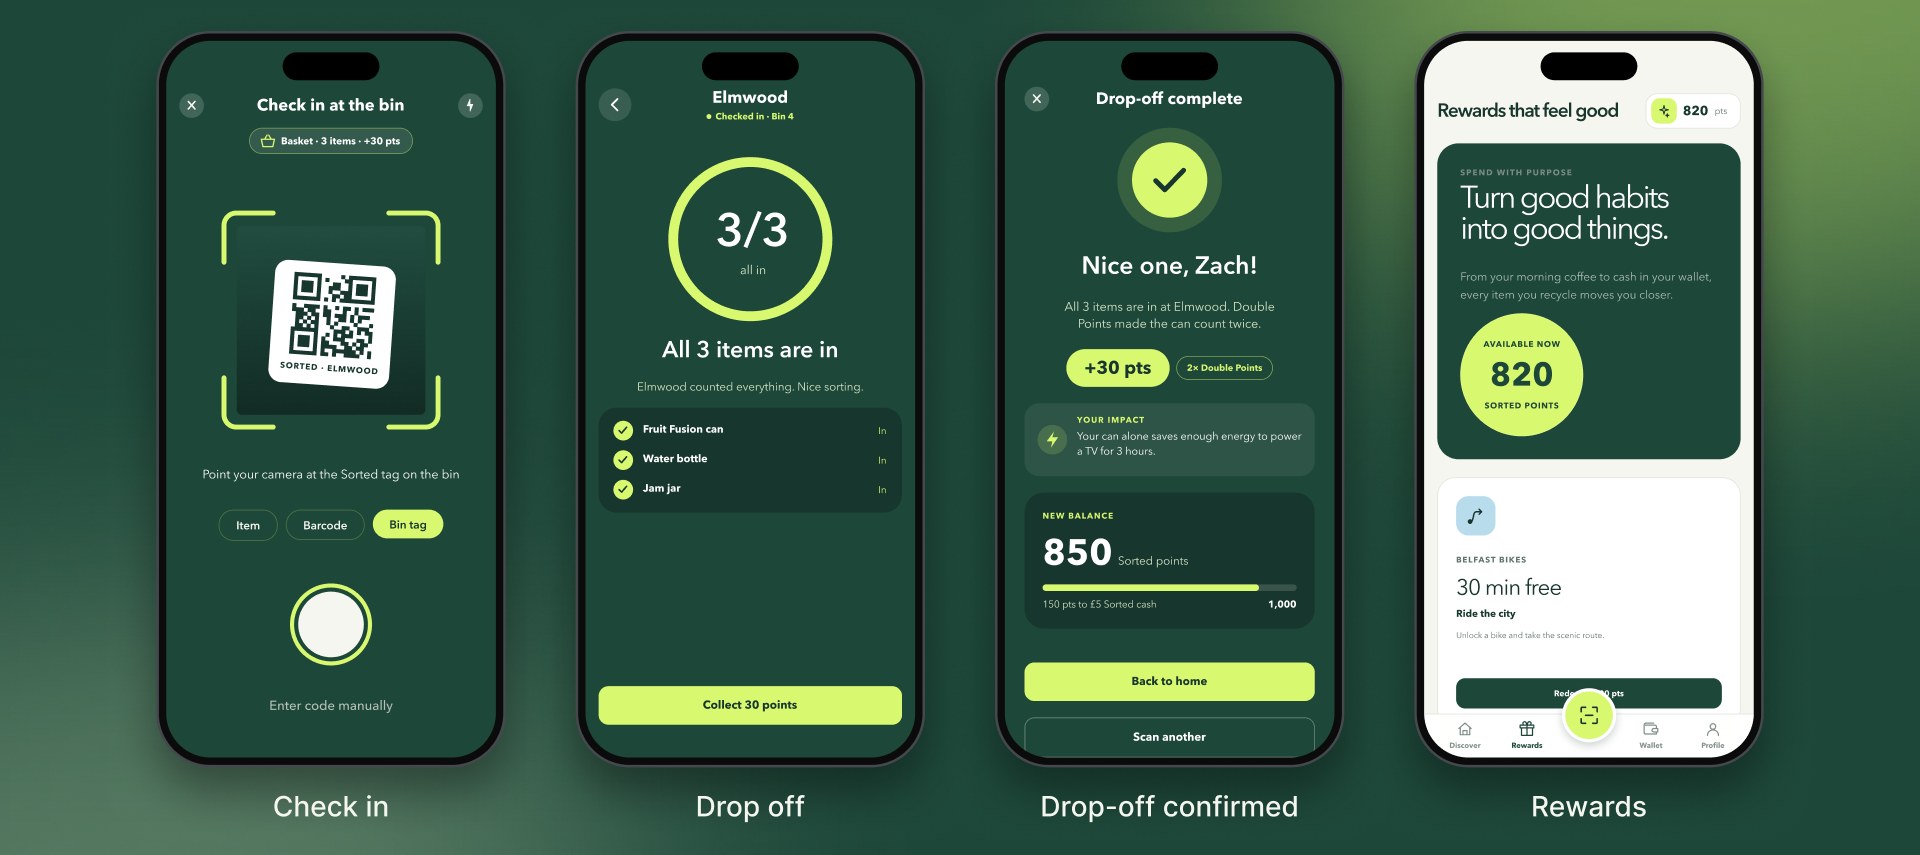 Check in at the bin
Basket · 3 items · +30 pts
SORTED · ELMWOOD
Point your camera at the Sorted tag on the bin
Item
Barcode
Bin tag
Enter code manually
Check in
Elmwood
Checked in · Bin 4
3/3
all in
All 3 items are in
Elmwood counted everything. Nice sorting.
Fruit Fusion can In
Water bottle In
Jam jar In
Collect 30 points
Drop off
Drop-off complete
Nice one, Zach!
All 3 items are in at Elmwood. Double
Points made the can count twice.
+30 pts
2× Double Points
YOUR IMPACT
Your can alone saves enough energy to power
a TV for 3 hours.
NEW BALANCE
850 Sorted points
150 pts to £5 Sorted cash 1,000
Back to home
Scan another
Drop-off confirmed
Rewards that feel good
820 pts
SPEND WITH PURPOSE
Turn good habits
into good things.
From your morning coffee to cash in your wallet,
every item you recycle moves you closer.
AVAILABLE NOW
820
SORTED POINTS
BELFAST BIKES
30 min free
Ride the city
Unlock a bike and take the scenic route.
pts
Discover
Rewards
Wallet
Profile
Rewards